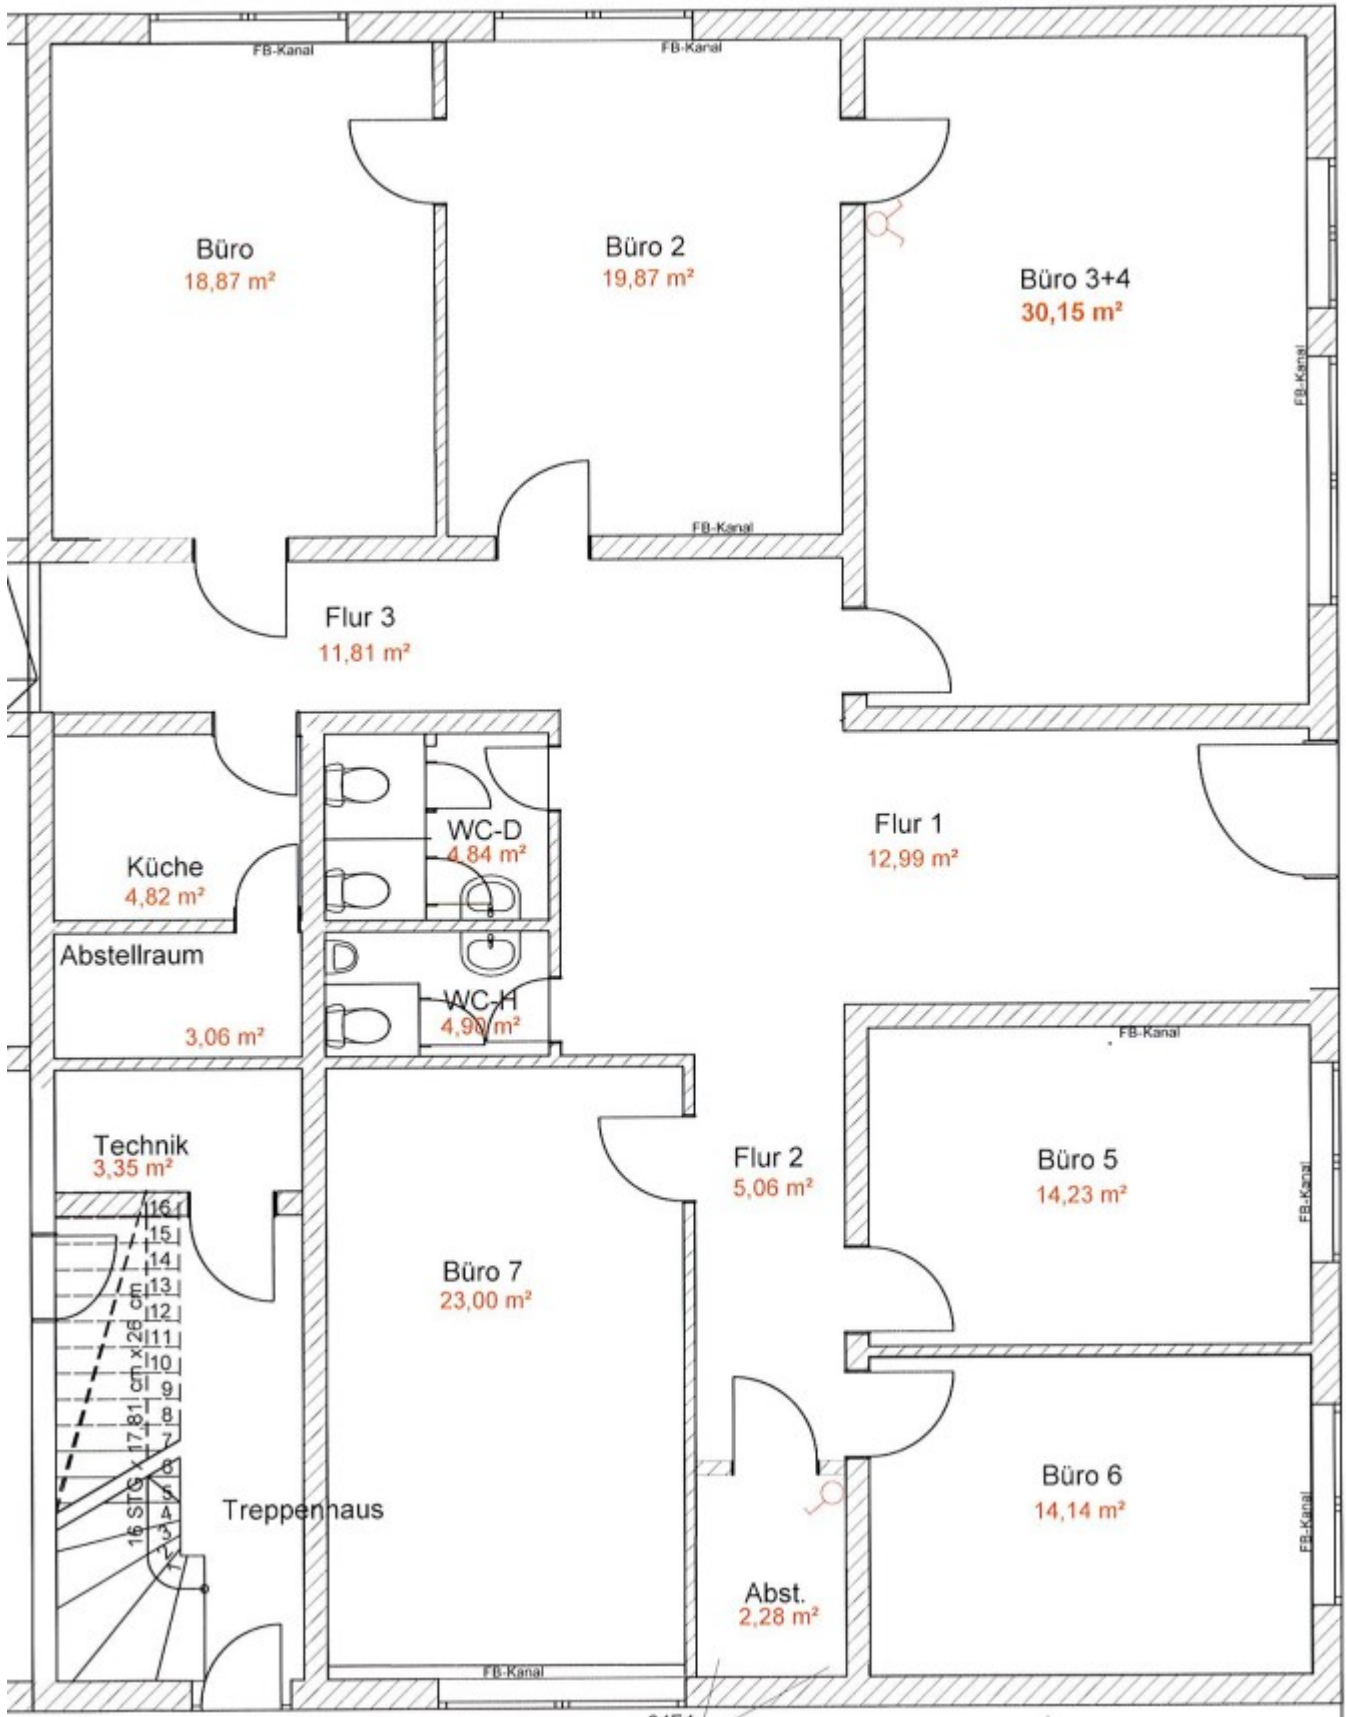 FB-Kanal
FB-Kanal
Büro
18,87 m²
Büro 2
19,87 m²
Büro 3+4
30,15 m²
FB-Kanal
FB-Kanal
Flur 3
11,81 m²
Flur 1
12,99 m²
WC-D
4,84 m²
Küche
4,82 m²
Abstellraum
3,06 m²
WC-H
4,90 m²
FB-Kanal
Technik
3,35 m²
Flur 2
5,06 m²
Büro 5
14,23 m²
FB-Kanal
Büro 7
23,00 m²
16
15
14
13
12
11
10
9
8
7
6
5
4
3
2
1
16 STG x 17,81 cm x 26 cm
Treppenhaus
Büro 6
14,14 m²
FB-Kanal
Abst.
2,28 m²
FB-Kanal